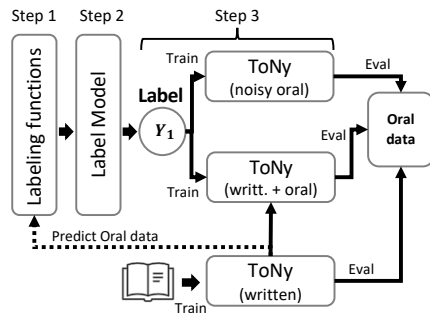 Step 1
Step 2
Step 3
Labeling functions
Label Model
Label
Y₁
Train
ToNy
(noisy oral)
Eval
Oral
data
Eval
Train
ToNy
(writt. + oral)
Predict Oral data
Train
ToNy
(written)
Eval